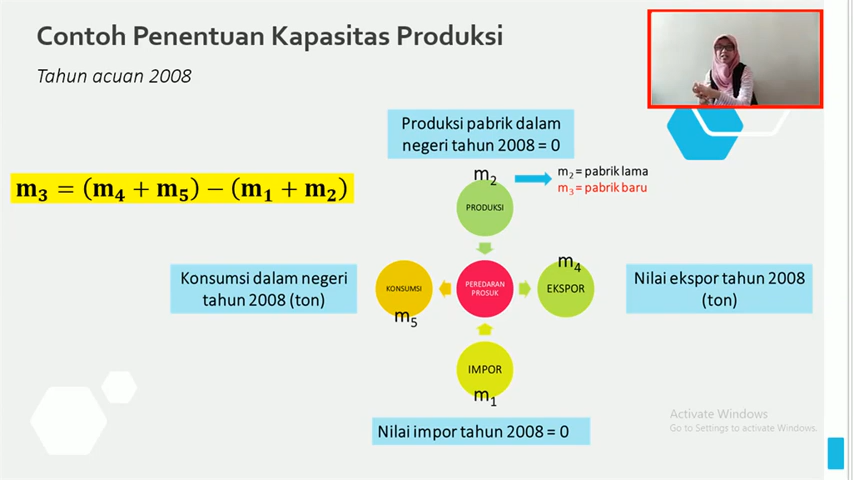 Contoh Penentuan Kapasitas Produksi
Tahun acuan 2008
Produksi pabrik dalam
negeri tahun 2008 = 0
m₃ = (m₄ + m₅) − (m₁ + m₂)
m₂
m₂ = pabrik lama
m₃ = pabrik baru
PRODUKSI
Konsumsi dalam negeri
tahun 2008 (ton)
KONSUMSI
m₅
PEREDARAN
PROSUK
m₄
EKSPOR
Nilai ekspor tahun 2008
(ton)
IMPOR
m₁
Nilai impor tahun 2008 = 0
Activate Windows
Go to Settings to activate Windows.